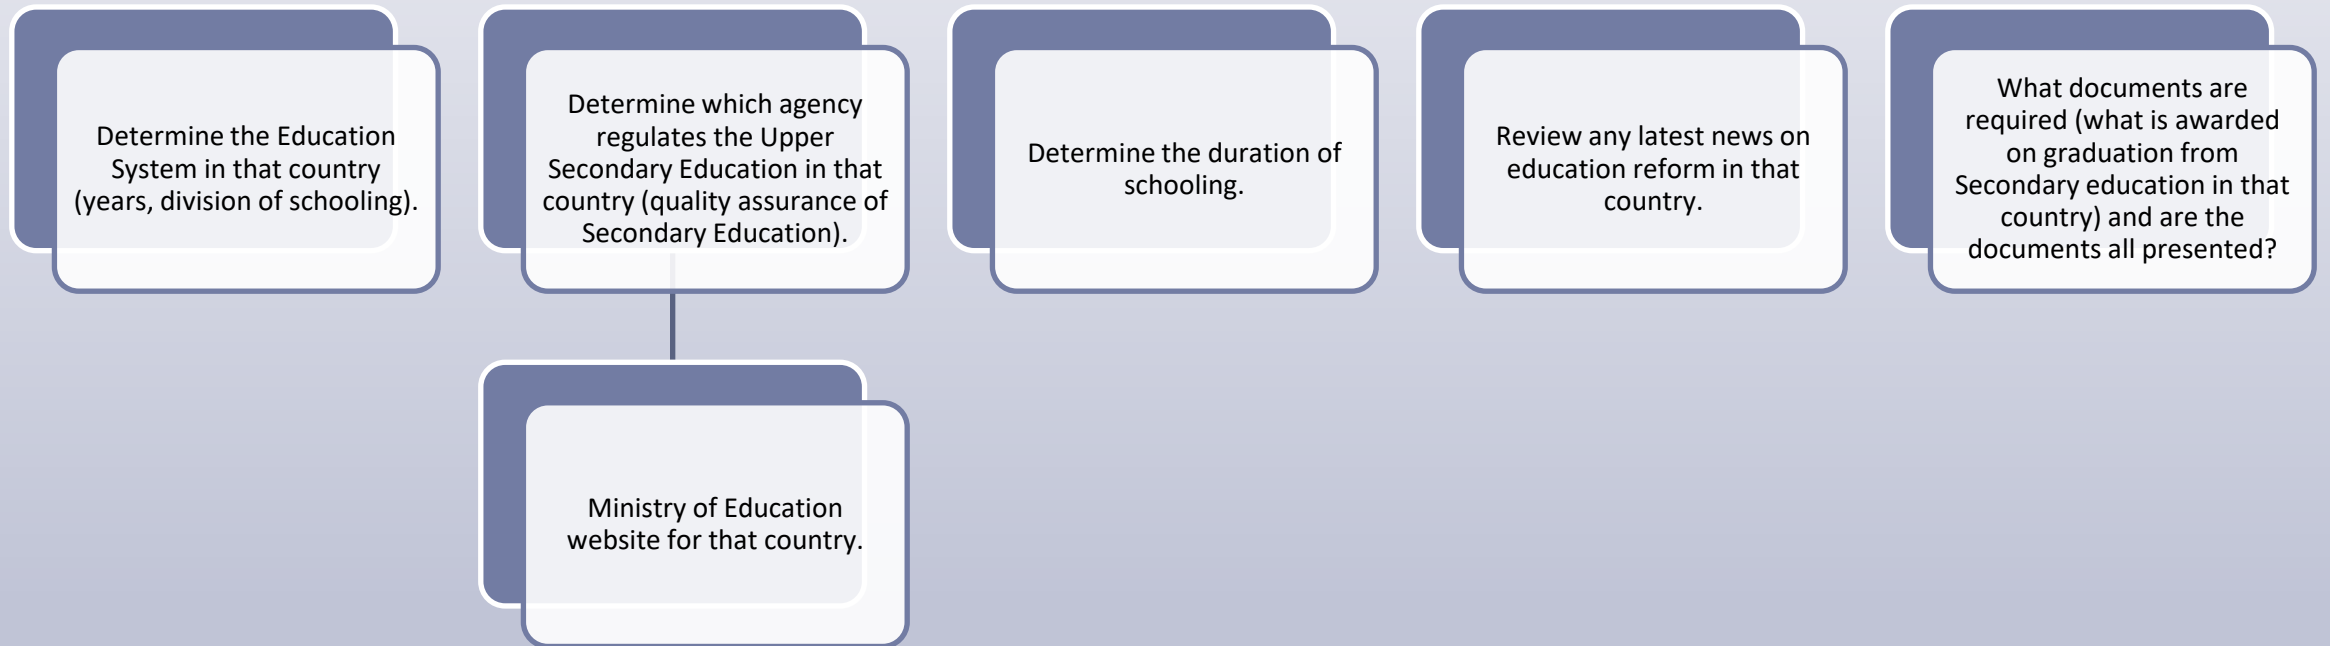 Determine the Education
System in that country
(years, division of schooling).
Determine which agency
regulates the Upper
Secondary Education in that
country (quality assurance of
Secondary Education).
Determine the duration of
schooling.
Review any latest news on
education reform in that
country.
What documents are
required (what is awarded
on graduation from
Secondary education in that
country) and are the
documents all presented?
Ministry of Education
website for that country.